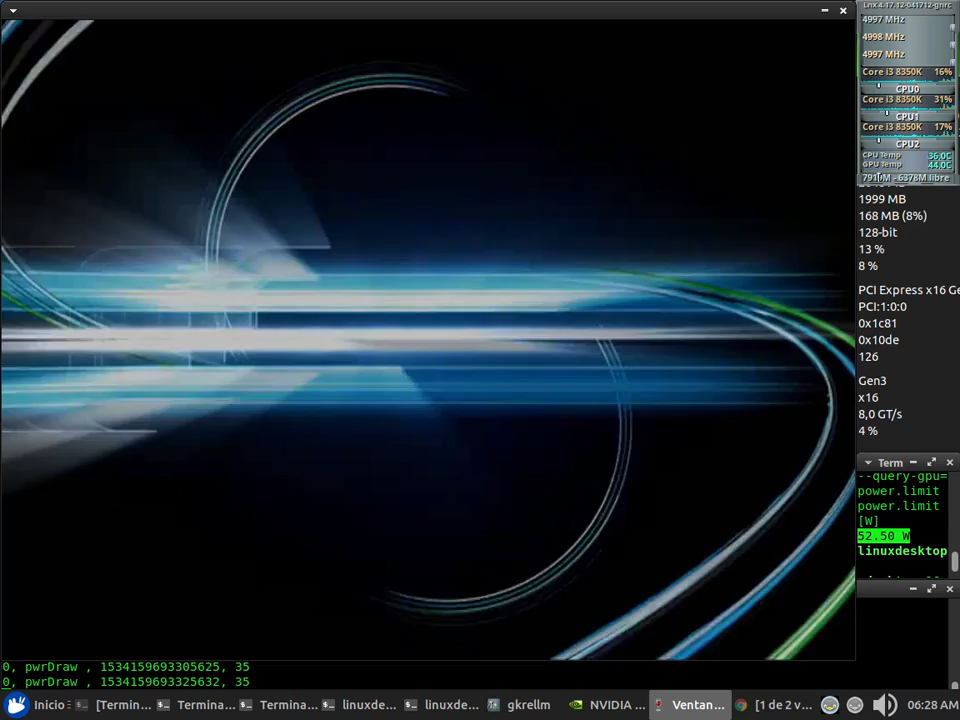 Lnx 4.17.12-041712-gnrc
4997 MHz
4998 MHz
4997 MHz
Core i3 8350K 16%
CPU0
Core i3 8350K 31%
CPU1
Core i3 8350K 17%
CPU2
CPU Temp 36.0C
GPU Temp 44.0C
7910M - 6378M libre
1999 MB
168 MB (8%)
128-bit
13 %
8 %
PCI Express x16 Ge
PCI:1:0:0
0x1c81
0x10de
126
Gen3
x16
8,0 GT/s
4 %
Term
--query-gpu=
power.limit
power.limit
[W]
52.50 W
linuxdesktop
0, pwrDraw , 1534159693305625, 35
0, pwrDraw , 1534159693325632, 35
Inicio [Termin... Termina... Termina... linuxde... linuxde... gkrellm NVIDIA ... Ventan... [1 de 2 v... 06:28 AM